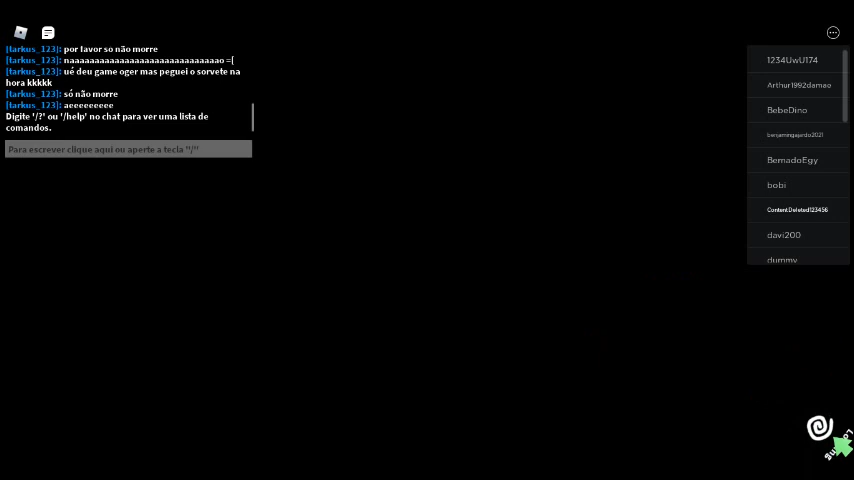 [tarkus_123]: por favor so não morre
[tarkus_123]: naaaaaaaaaaaaaaaaaaaaaaaaaaaaaaao =[
[tarkus_123]: ué deu game oger mas peguei o sorvete na
hora kkkkk
[tarkus_123]: só não morre
[tarkus_123]: aeeeeeeeee
Digite '/?' ou '/help' no chat para ver uma lista de
comandos.
Para escrever clique aqui ou aperte a tecla "/"
1234UwU174
Arthur1992damae
BebeDino
benjamingajardo2021
BernadoEgy
bobi
ContentDeleted123456
davi200
dummy